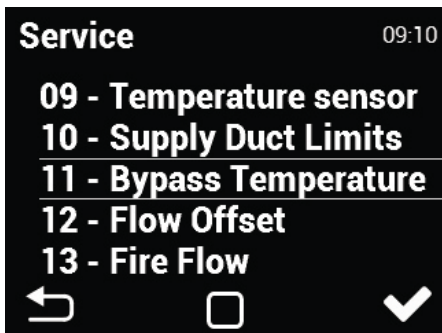 Service 09:10
09 - Temperature sensor
10 - Supply Duct Limits
11 - Bypass Temperature
12 - Flow Offset
13 - Fire Flow